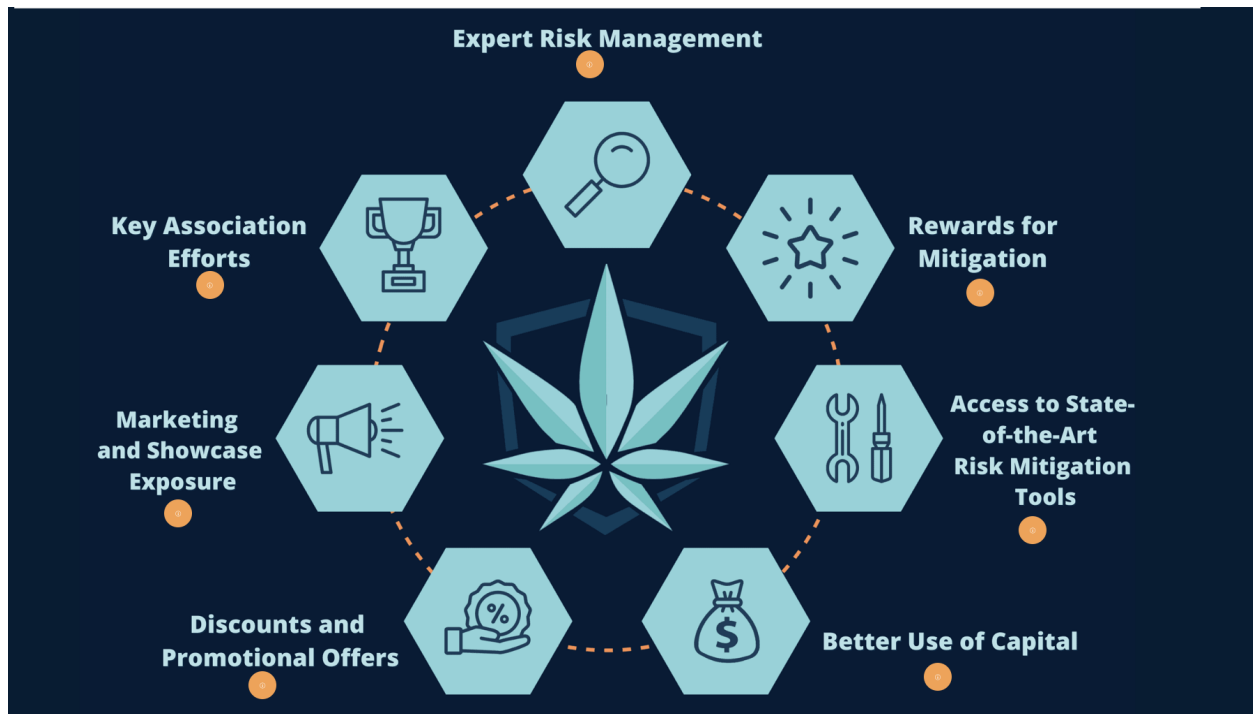 Expert Risk Management
Key Association
Efforts
Rewards for
Mitigation
Marketing
and Showcase
Exposure
Access to State-
of-the-Art
Risk Mitigation
Tools
Discounts and
Promotional Offers
Better Use of Capital
%
$